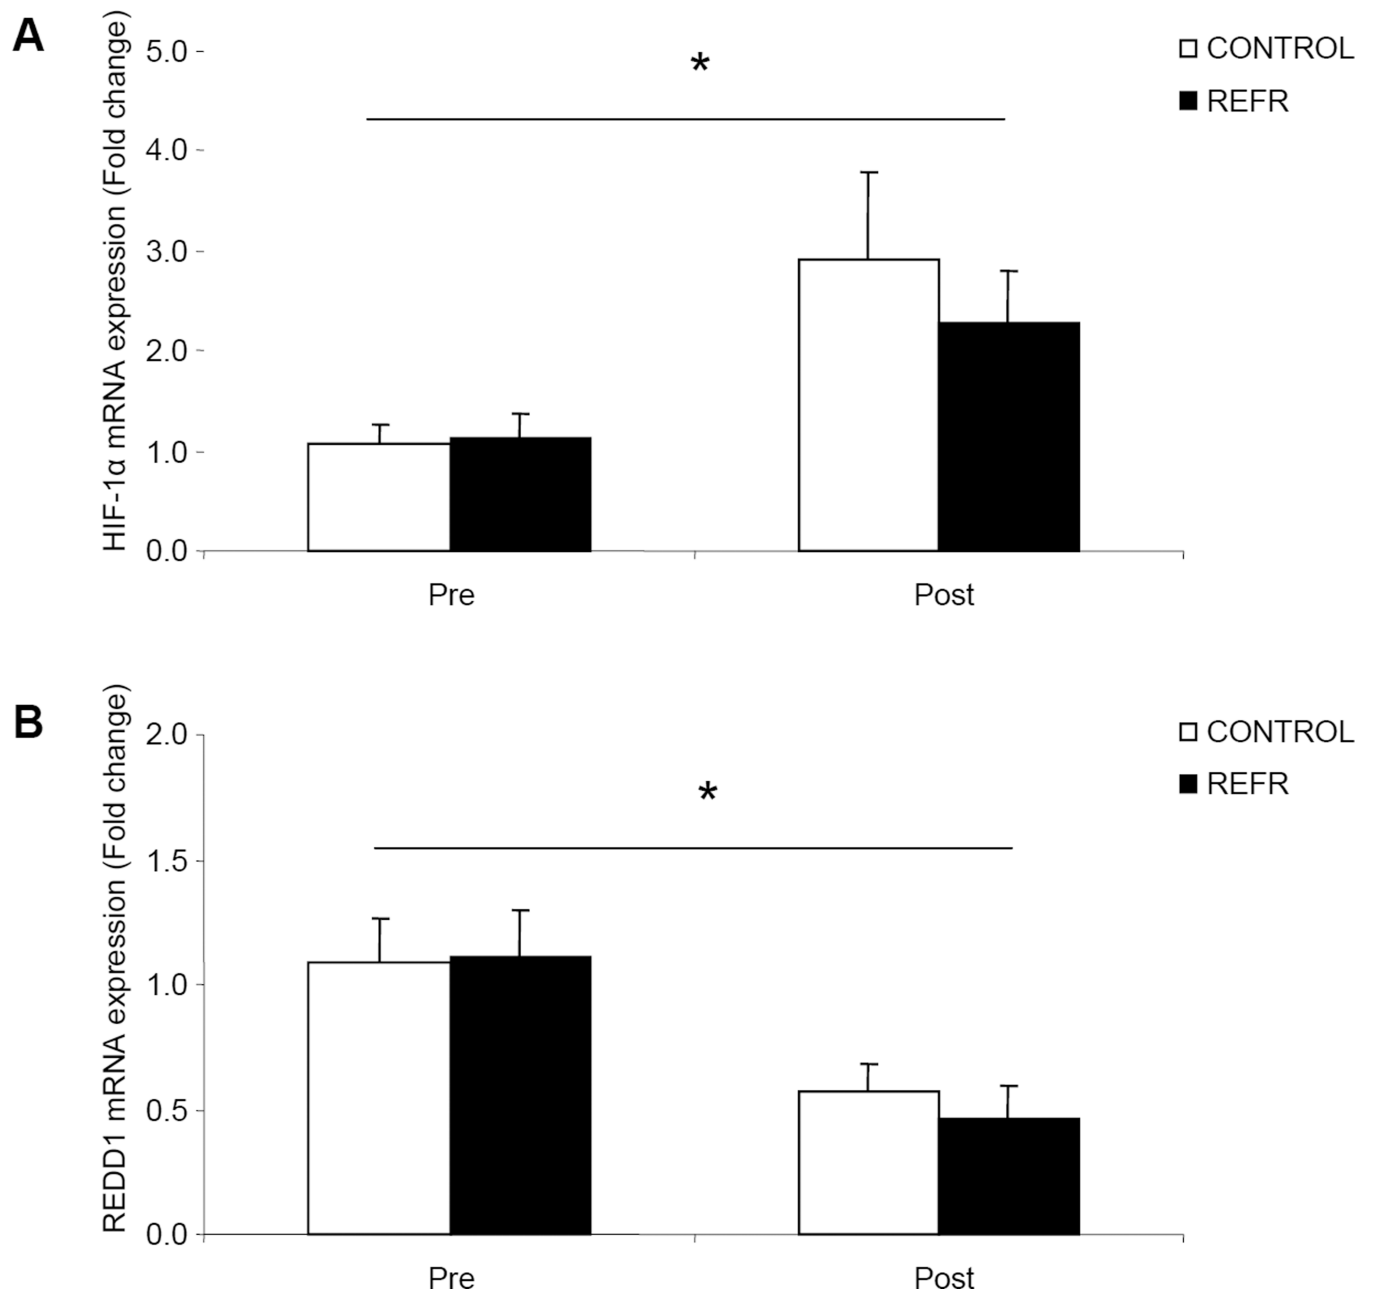 A
HIF-1α mRNA expression (Fold change)
5.0
4.0
3.0
2.0
1.0
0.0
*
CONTROL
REFR
Pre
Post
B
REDD1 mRNA expression (Fold change)
2.0
1.5
1.0
0.5
0.0
*
CONTROL
REFR
Pre
Post